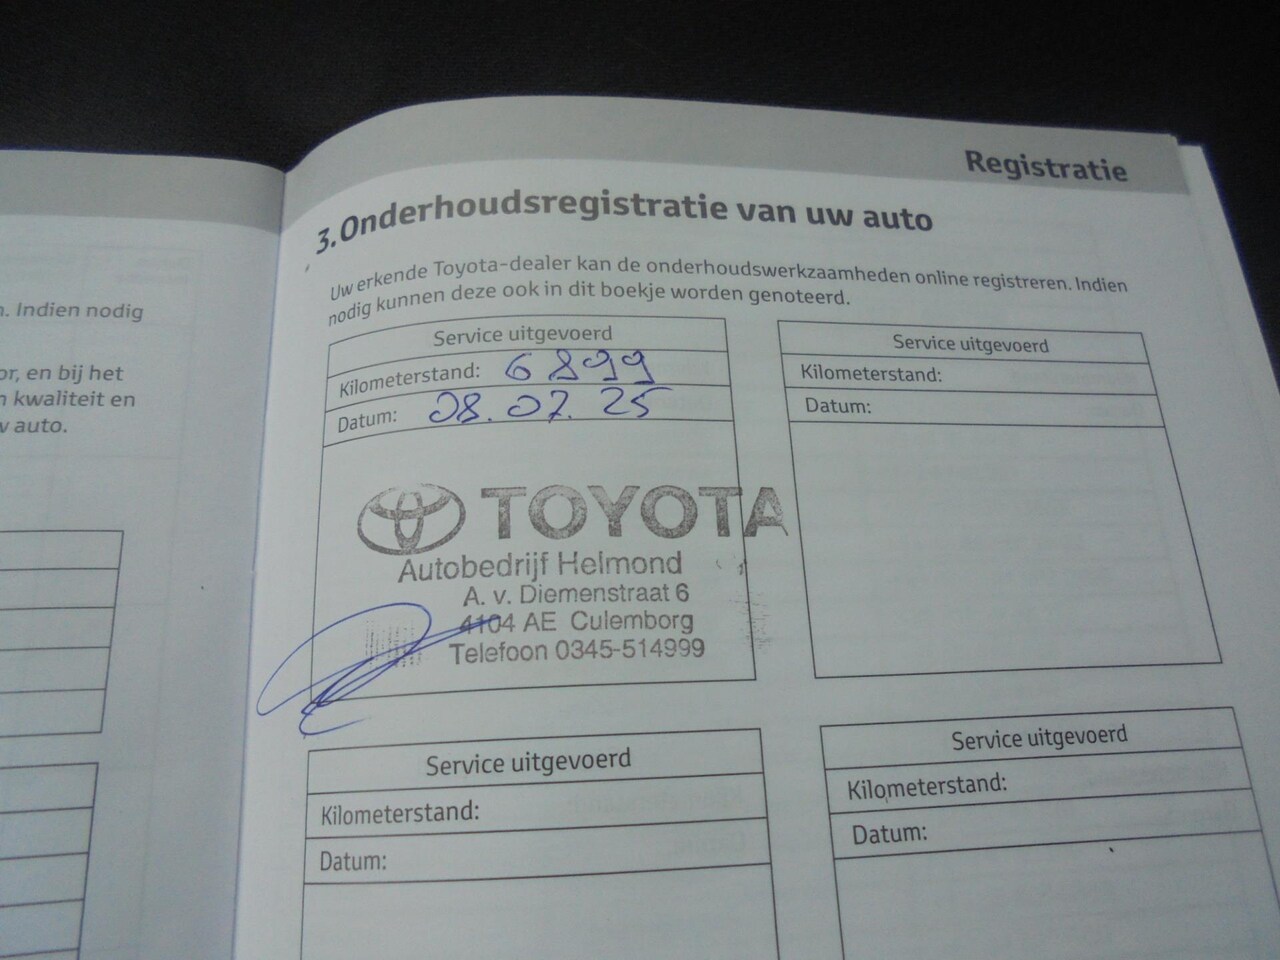 Registratie
3. Onderhoudsregistratie van uw auto
Uw erkende Toyota-dealer kan de onderhoudswerkzaamheden online registreren. Indien
nodig kunnen deze ook in dit boekje worden genoteerd.
Service uitgevoerd
Kilometerstand: 6899
Datum: 08.07.25
TOYOTA
Autobedrijf Helmond
A. v. Diemenstraat 6
4104 AE Culemborg
Telefoon 0345-514999
Service uitgevoerd
Kilometerstand:
Datum:
Service uitgevoerd
Kilometerstand:
Datum:
Service uitgevoerd
Kilometerstand:
Datum:
. Indien nodig
or, en bij het
kwaliteit en
w auto.